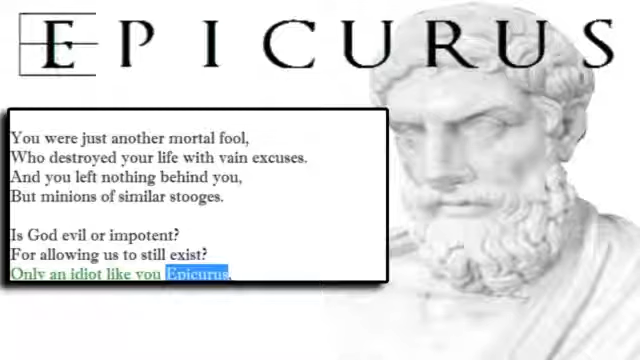 EPICURUS
You were just another mortal fool,
Who destroyed your life with vain excuses.
And you left nothing behind you,
But minions of similar stooges.
Is God evil or impotent?
For allowing us to still exist?
Only an idiot like you Epicurus.